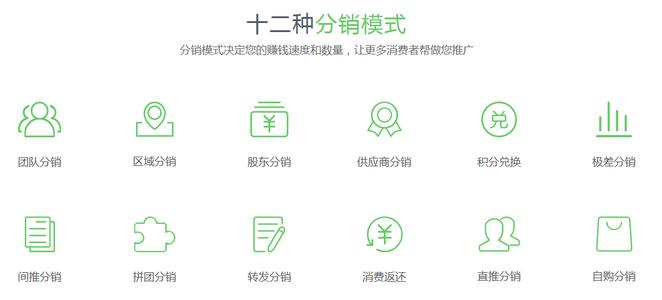 十二种分销模式
分销模式决定您的赚钱速度和数量，让更多消费者帮做您推广
¥ 兑
团队分销 区域分销 股东分销 供应商分销 积分兑换 极差分销
¥
间推分销 拼团分销 转发分销 消费返还 直推分销 自购分销